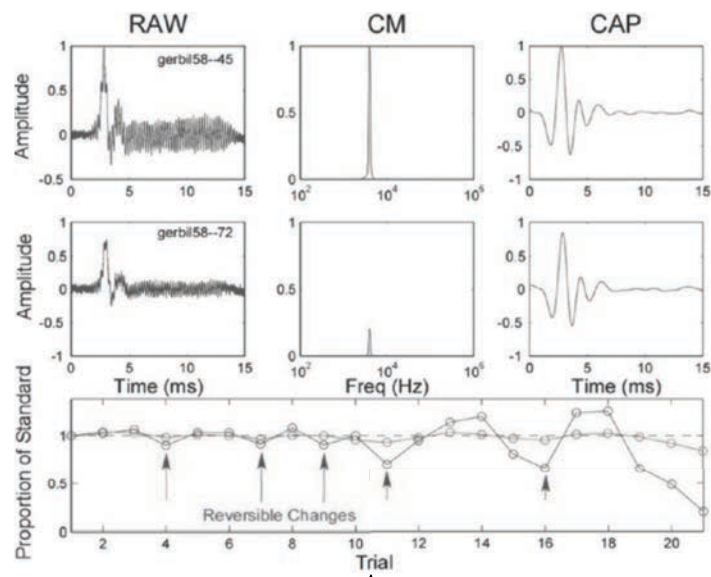 RAW CM CAP
Amplitude
1
0.5
0
-0.5
gerbil58--45
0 5 10 15
1
0.5
0
10² 10⁴ 10⁶
1
0.5
0
-0.5
-1
0 5 10 15
Amplitude
1
0.5
0
-0.5
-1
gerbil58--72
0 5 10 15
Time (ms)
1
0.5
0
10² 10⁴ 10⁶
Freq (Hz)
1
0.5
0
-0.5
-1
0 5 10 15
Time (ms)
Proportion of Standard
1.0
0.5
0
Reversible Changes
2 4 6 8 10 12 14 16 18 20
Trial